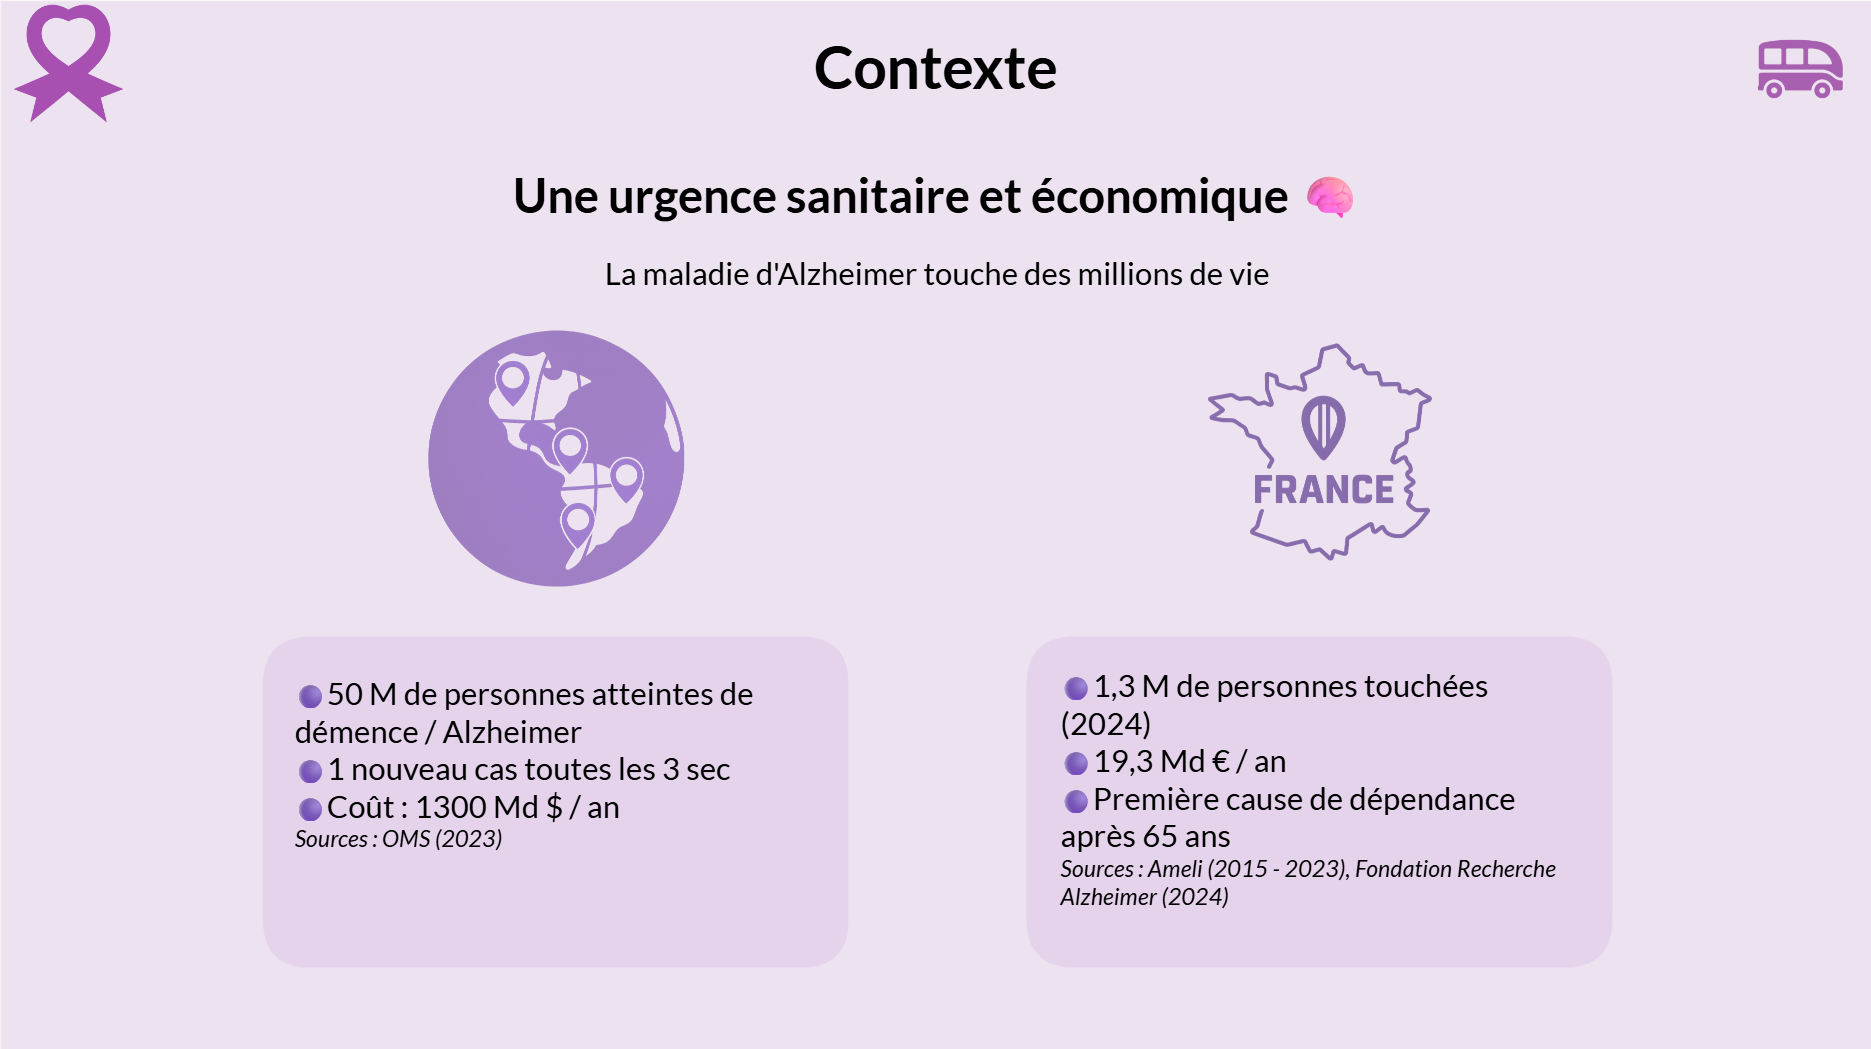 Contexte
Une urgence sanitaire et économique
La maladie d'Alzheimer touche des millions de vie
FRANCE
50 M de personnes atteintes de
démence / Alzheimer
1 nouveau cas toutes les 3 sec
Coût : 1300 Md $ / an
Sources : OMS (2023)
1,3 M de personnes touchées
(2024)
19,3 Md € / an
Première cause de dépendance
après 65 ans
Sources : Ameli (2015 - 2023), Fondation Recherche
Alzheimer (2024)